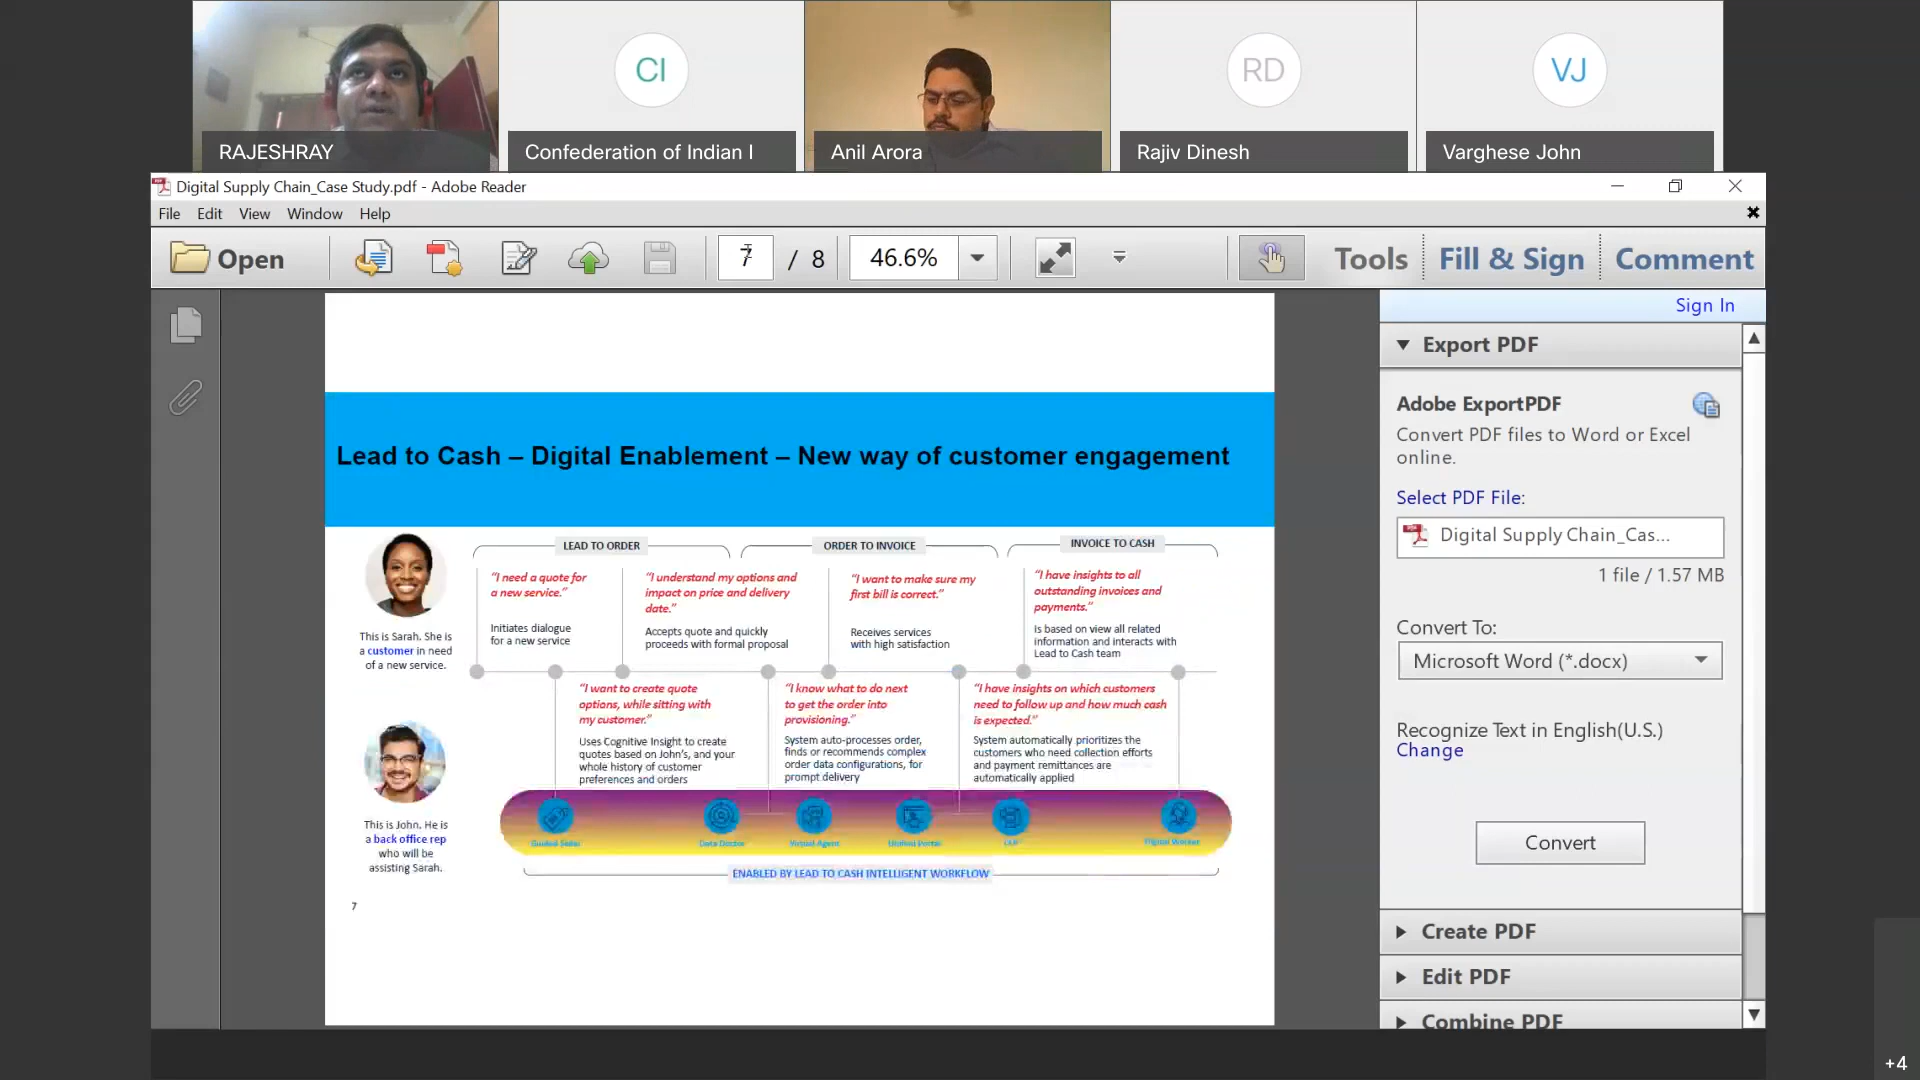 CI
RD
VJ
RAJESHRAY
Confederation of Indian I
Anil Arora
Rajiv Dinesh
Varghese John
Digital Supply Chain_Case Study.pdf - Adobe Reader
File Edit View Window Help
Open
7 / 8
46.6%
Tools
Fill & Sign
Comment
Sign In
Export PDF
Adobe ExportPDF
Convert PDF files to Word or Excel
online.
Select PDF File:
Digital Supply Chain_Cas...
1 file / 1.57 MB
Convert To:
Microsoft Word (*.docx)
Recognize Text in English(U.S.)
Change
Convert
Create PDF
Edit PDF
Combine PDF
Lead to Cash – Digital Enablement – New way of customer engagement
LEAD TO ORDER
ORDER TO INVOICE
INVOICE TO CASH
This is Sarah. She is
a customer in need
of a new service.
"I need a quote for
a new service."
Initiates dialogue
for a new service
"I understand my options and
impact on price and delivery
date."
Accepts quote and quickly
proceeds with formal proposal
"I want to make sure my
first bill is correct."
Receives services
with high satisfaction
"I have insights to all
outstanding invoices and
payments."
Is based on view all related
information and interacts with
Lead to Cash team
This is John. He is
a back office rep
who will be
assisting Sarah.
"I want to create quote
options, while sitting with
my customer."
Uses Cognitive Insight to create
quotes based on John's, and your
whole history of customer
preferences and orders
"I know what to do next
to get the order into
provisioning."
System auto-processes order,
finds or recommends complex
order data configurations, for
prompt delivery
"I have insights on which customers
need to follow up and how much cash
is expected."
System automatically prioritizes the
customers who need collection efforts
and payment remittances are
automatically applied
Guided Sales
Data Doctor
Virtual Agent
Unified Portal
Digital Worker
ENABLED BY LEAD TO CASH INTELLIGENT WORKFLOW
7
+4